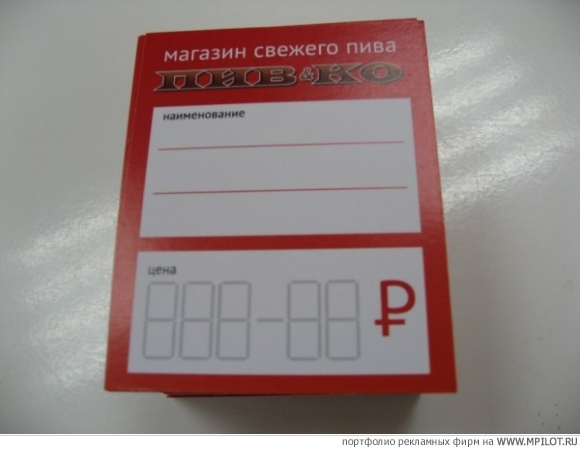 магазин свежего пива
ПИВ&КО
наименование
цена
₽
портфолио рекламных фирм на WWW.MPILOT.RU